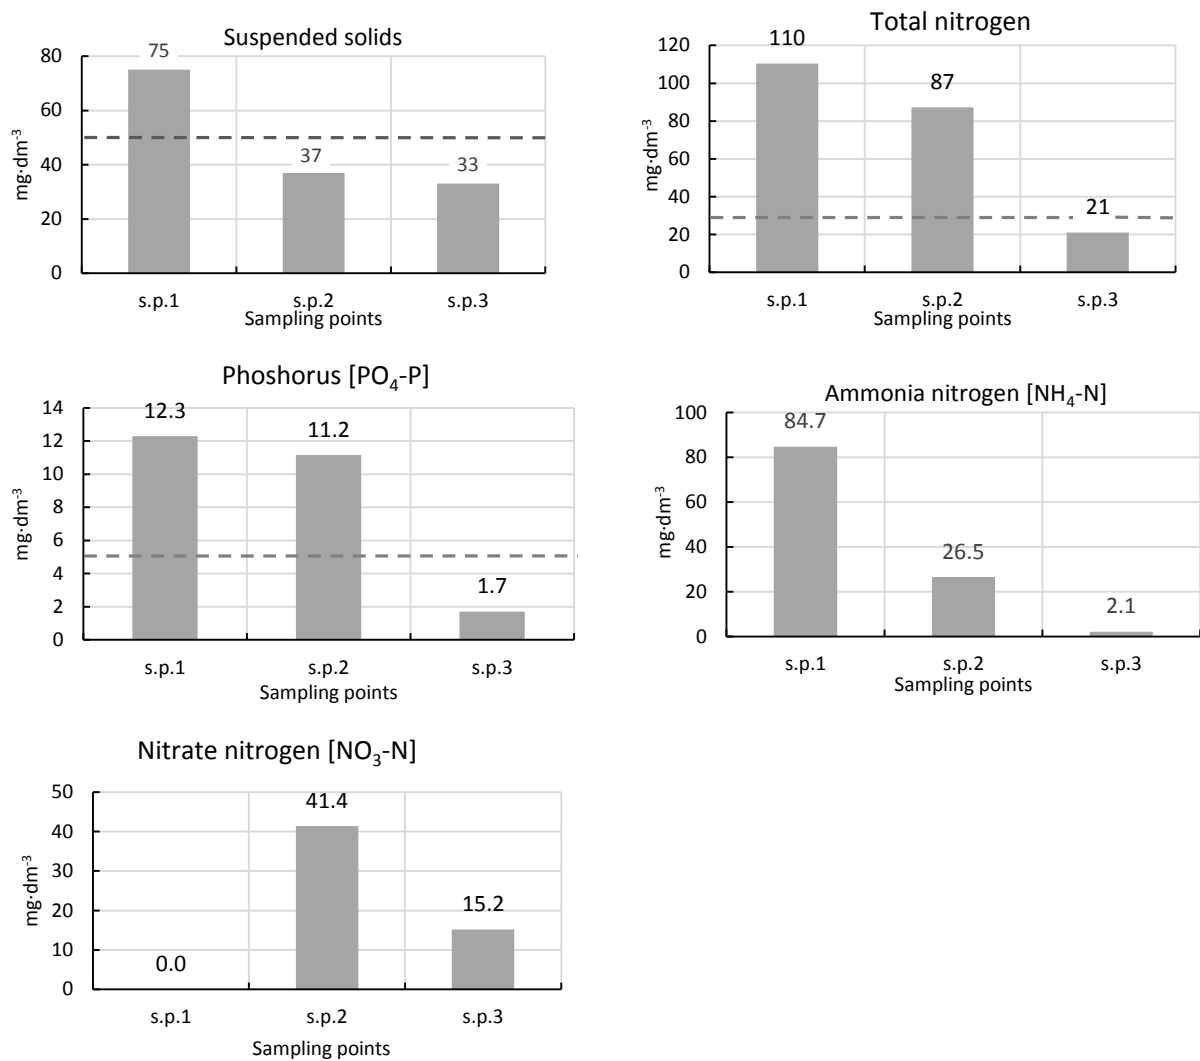 Suspended solids
80
60
40
20
0
mg·dm⁻³
75
37
33
s.p.1 s.p.2 s.p.3
Sampling points
Total nitrogen
120
100
80
60
40
20
0
mg·dm⁻³
110
87
21
s.p.1 s.p.2 s.p.3
Sampling points
Phoshorus [PO₄-P]
14
12
10
8
6
4
2
0
mg·dm⁻³
12.3
11.2
1.7
s.p.1 s.p.2 s.p.3
Sampling points
Ammonia nitrogen [NH₄-N]
100
80
60
40
20
0
mg·dm⁻³
84.7
26.5
2.1
s.p.1 s.p.2 s.p.3
Sampling points
Nitrate nitrogen [NO₃-N]
50
40
30
20
10
0
mg·dm⁻³
0.0
41.4
15.2
s.p.1 s.p.2 s.p.3
Sampling points